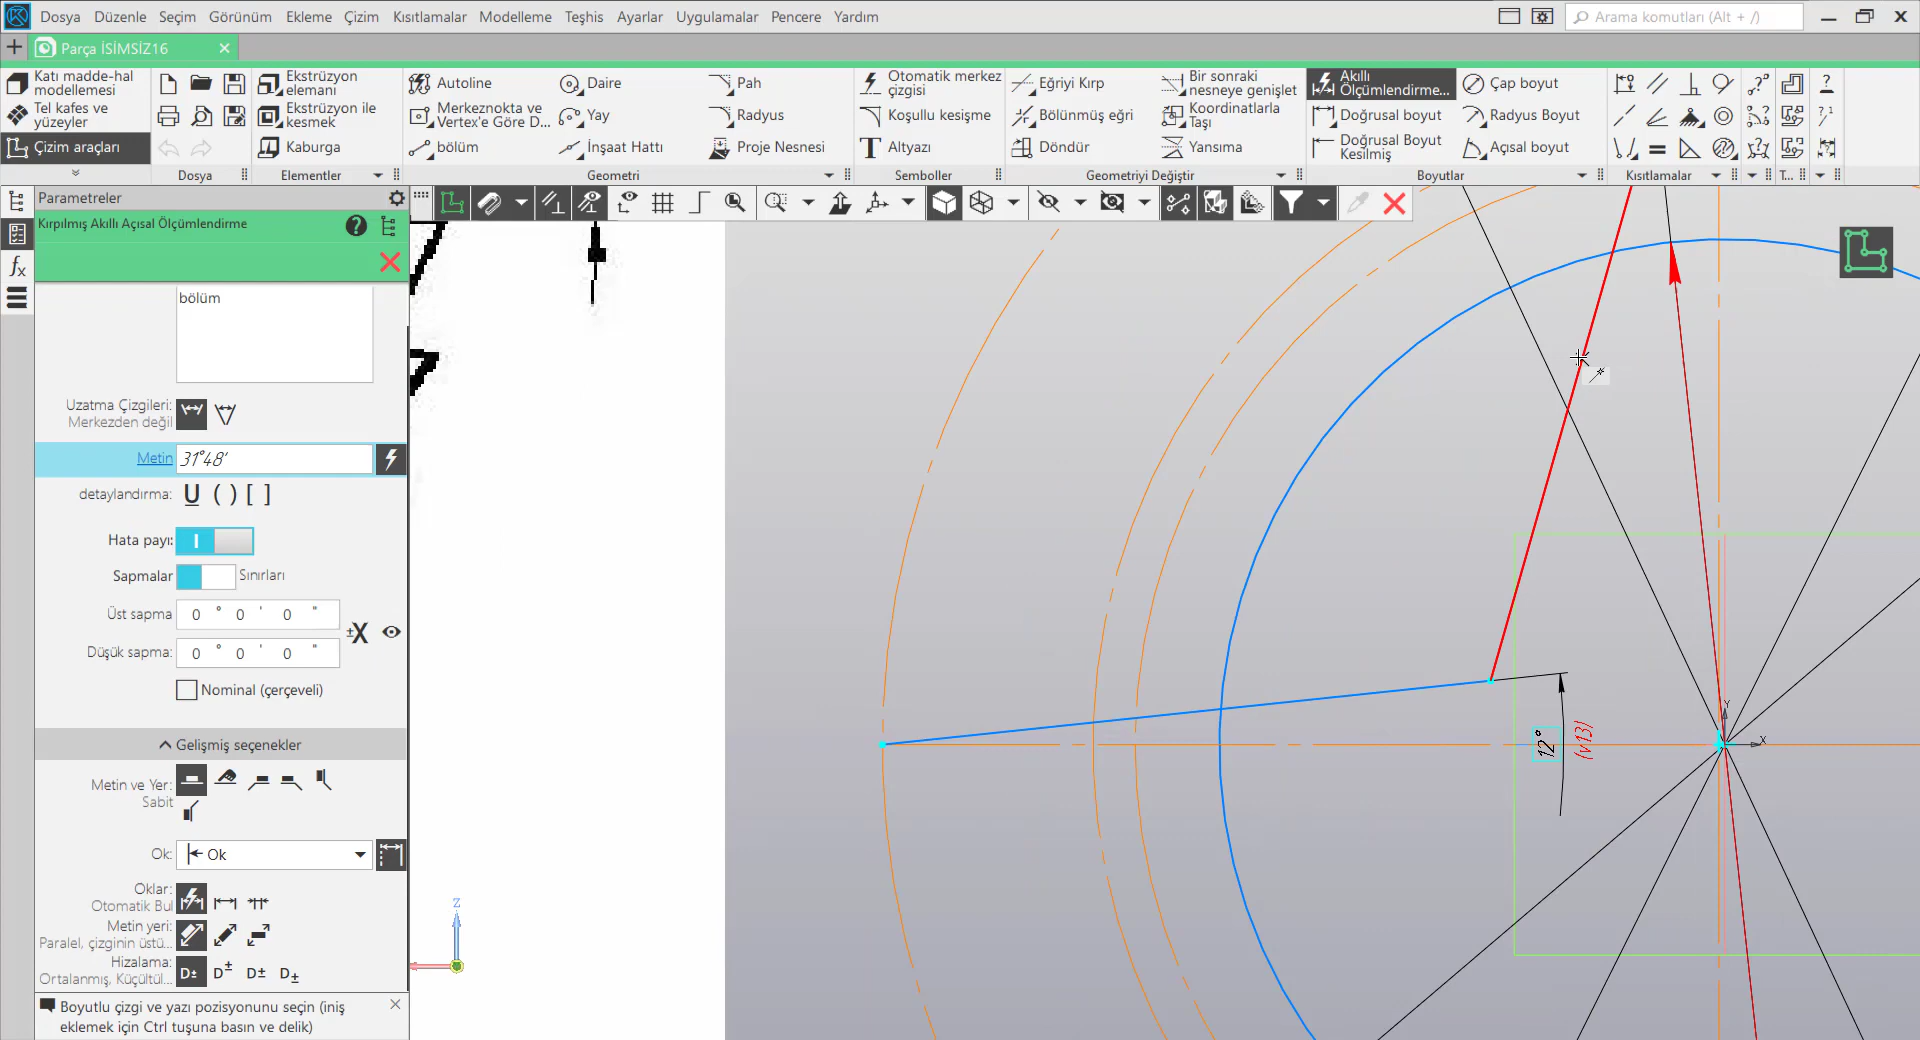 Dosya Düzenle Seçim Görünüm Ekleme Çizim Kısıtlamalar Modelleme Teşhis Ayarlar Uygulamalar Pencere Yardım
Arama komutları (Alt + /)
Parça İSİMSİZ16
Katı madde-hal modellemesi
Tel kafes ve yüzeyler
Çizim araçları
Dosya
Ekstrüzyon elemanı
Ekstrüzyon ile kesmek
Kaburga
Elementler
Autoline
Merkeznokta ve Vertex'e Göre D...
bölüm
Daire
Yay
İnşaat Hattı
Pah
Radyus
Proje Nesnesi
Geometri
Otomatik merkez çizgisi
Koşullu kesişme
Altyazı
Semboller
Eğriyi Kırp
Bölünmüş eğri
Döndür
Bir sonraki nesneye genişlet
Koordinatlarla Taşı
Yansıma
Geometriyi Değiştir
Akıllı Ölçümlendirme...
Doğrusal boyut
Doğrusal Boyut Kesilmiş
Çap boyut
Radyus Boyut
Açısal boyut
Boyutlar
Kısıtlamalar
T...
Parametreler
Kırpılmış Akıllı Açısal Ölçümlendirme
bölüm
Uzatma Çizgileri:
Merkezden değil
Metin 31°48'
detaylandırma: U ( ) [ ]
Hata payı:
Sapmalar Sınırları
Üst sapma 0 ° 0 ' 0 "
Düşük sapma: 0 ° 0 ' 0 "
±X
Nominal (çerçeveli)
Gelişmiş seçenekler
Metin ve Yer:
Sabit
Ok: Ok
Oklar:
Otomatik Bul
Metin yeri:
Paralel, çizginin üstü...
Hizalama:
Ortalanmış, Küçültül...
D± D± D± D±
Boyutlu çizgi ve yazı pozisyonunu seçin (iniş
eklemek için Ctrl tuşuna basın ve delik)
Z
12°
(v13)
Y
X